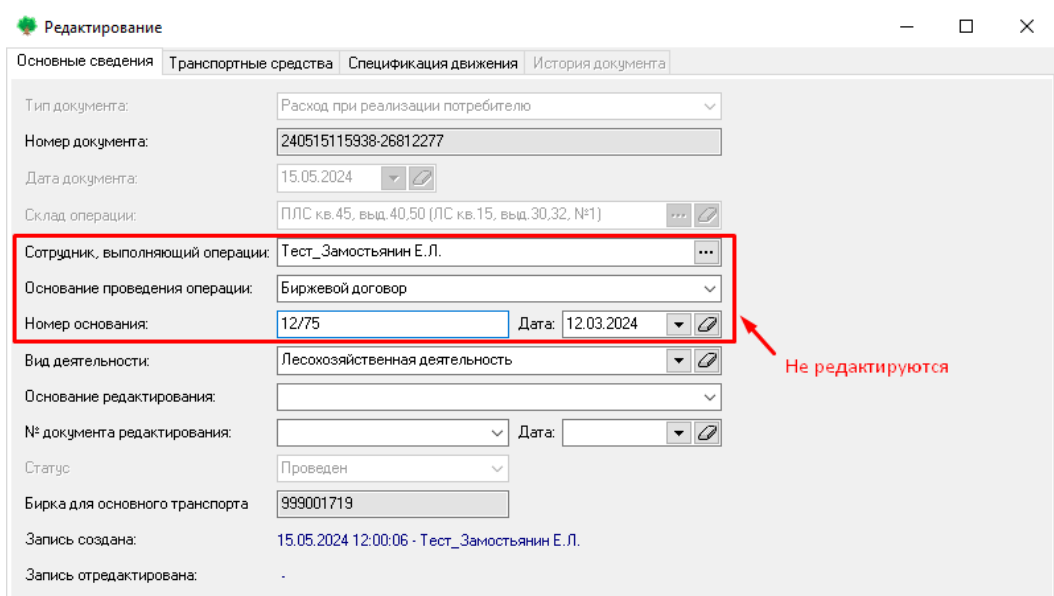 Редактирование
Основные сведения Транспортные средства Спецификация движения История документа
Тип документа: Расход при реализации потребителю
Номер документа: 240515115938-26812277
Дата документа: 15.05.2024
Склад операции: ПЛС кв.45, выд.40,50 (ЛС кв.15, выд.30,32, №1)
Сотрудник, выполняющий операции: Тест_Замостьянин Е.Л.
Основание проведения операции: Биржевой договор
Номер основания: 12/75 Дата: 12.03.2024
Вид деятельности: Лесохозяйственная деятельность
Не редактируются
Основание редактирования:
№ документа редактирования: Дата:
Статус Проведен
Бирка для основного транспорта 999001719
Запись создана: 15.05.2024 12:00:06 - Тест_Замостьянин Е.Л.
Запись отредактирована: -